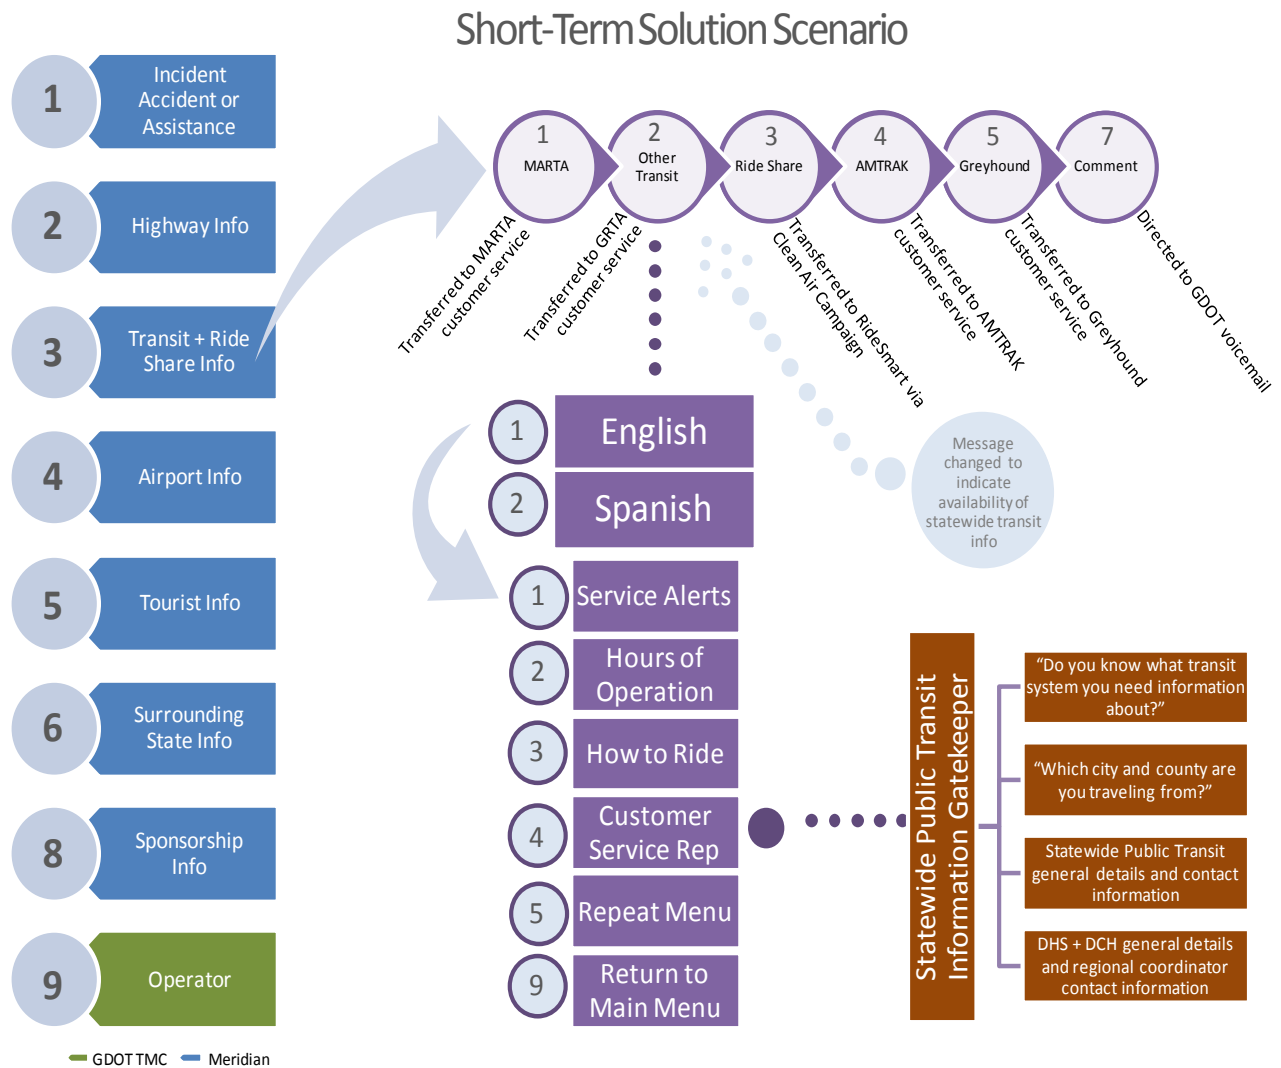 Short-Term Solution Scenario
1
Incident
Accident or
Assistance
2
Highway Info
3
Transit + Ride
Share Info
4
Airport Info
5
Tourist Info
6
Surrounding
State Info
8
Sponsorship
Info
9
Operator
GDOT TMC
Meridian
1
MARTA
2
Other
Transit
3
Ride Share
4
AMTRAK
5
Greyhound
7
Comment
Transferred to MARTA
customer service
Transferred to GRTA
customer service
Transferred to RideSmart via
Clean Air Campaign
Transferred to AMTRAK
customer service
Transferred to Greyhound
customer service
Directed to GDOT voicemail
Message
changed to
indicate
availability of
statewide transit
info
1
English
2
Spanish
1
Service Alerts
2
Hours of
Operation
3
How to Ride
4
Customer
Service Rep
5
Repeat Menu
9
Return to
Main Menu
Statewide Public Transit
Information Gatekeeper
“Do you know what transit
system you need information
about?”
“Which city and county are
you traveling from?”
Statewide Public Transit
general details and contact
information
DHS + DCH general details
and regional coordinator
contact information